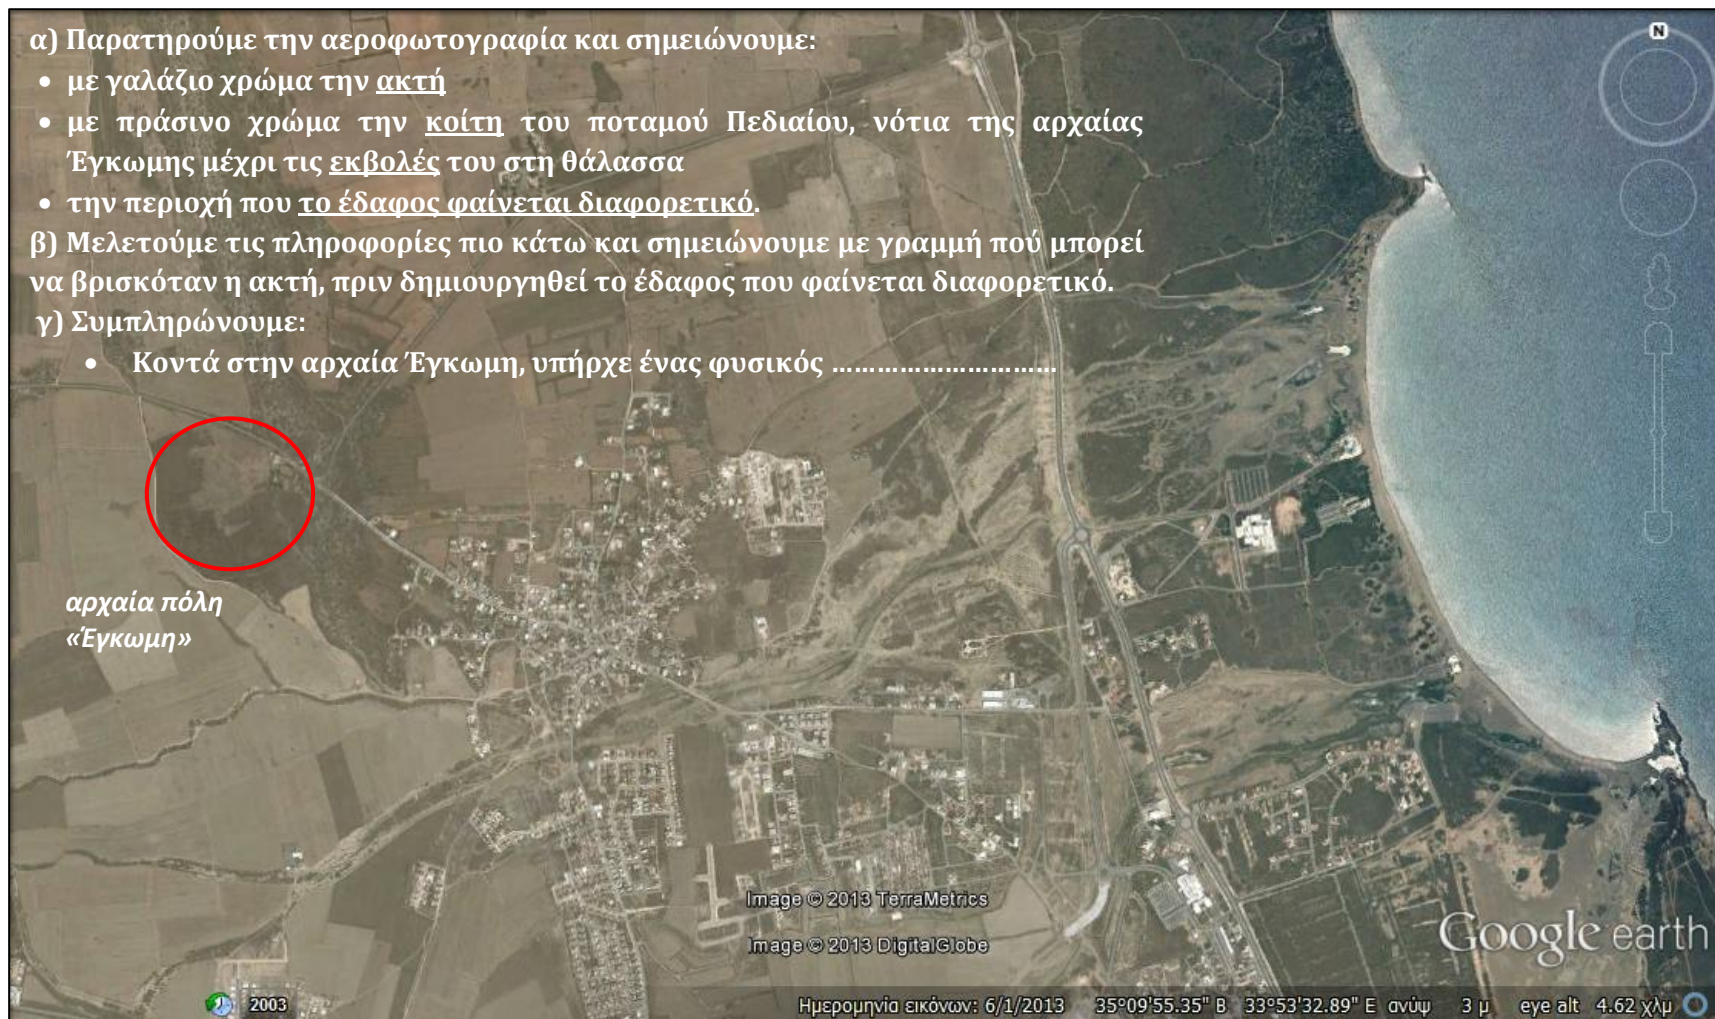 α) Παρατηρούμε την αεροφωτογραφία και σημειώνουμε:
• με γαλάζιο χρώμα την ακτή
• με πράσινο χρώμα την κοίτη του ποταμού Πεδιαίου, νότια της αρχαίας
Έγκωμης μέχρι τις εκβολές του στη θάλασσα
• την περιοχή που το έδαφος φαίνεται διαφορετικό.
β) Μελετούμε τις πληροφορίες πιο κάτω και σημειώνουμε με γραμμή πού μπορεί
να βρισκόταν η ακτή, πριν δημιουργηθεί το έδαφος που φαίνεται διαφορετικό.
γ) Συμπληρώνουμε:
• Κοντά στην αρχαία Έγκωμη, υπήρχε ένας φυσικός ..............................
N
αρχαία πόλη
«Έγκωμη»
Image © 2013 TerraMetrics
Image © 2013 DigitalGlobe
Google earth
2003
Ημερομηνία εικόνων: 6/1/2013 35°09'55.35" Β 33°53'32.89" Ε ανύψ 3 μ eye alt 4.62 χλμ